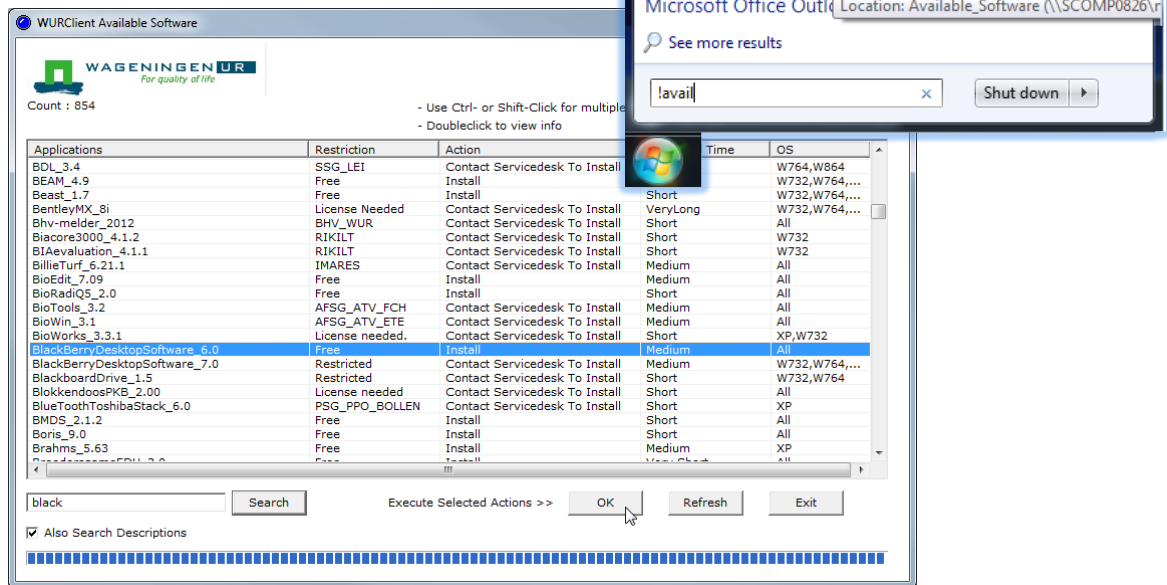 WURClient Available Software
Microsoft Office Outl
Location: Available_Software (\\SCOMP0826\r
See more results
!avail
Shut down
WAGENINGEN UR
For quality of life
Count : 854
- Use Ctrl- or Shift-Click for multiple
- Doubleclick to view info
Applications Restriction Action Time OS
BDL_3.4 SSG_LEI Contact Servicedesk To Install W764,W864
BEAM_4.9 Free Install W732,W764,...
Beast_1.7 Free Install Short W732,W764,...
BentleyMX_8i License Needed Contact Servicedesk To Install VeryLong W732,W764,...
Bhv-melder_2012 BHV_WUR Contact Servicedesk To Install Short All
Biacore3000_4.1.2 RIKILT Contact Servicedesk To Install Short W732
BIAevaluation_4.1.1 RIKILT Contact Servicedesk To Install Short W732
BillieTurf_6.21.1 IMARES Contact Servicedesk To Install Medium All
BioEdit_7.09 Free Install Medium All
BioRadiQ5_2.0 Free Install Short All
BioTools_3.2 AFSG_ATV_FCH Contact Servicedesk To Install Medium All
BioWin_3.1 AFSG_ATV_ETE Contact Servicedesk To Install Medium All
BioWorks_3.3.1 License needed. Contact Servicedesk To Install Short XP,W732
BlackBerryDesktopSoftware_6.0 Free Install Medium All
BlackBerryDesktopSoftware_7.0 Restricted Contact Servicedesk To Install Medium W732,W764,...
BlackboardDrive_1.5 Restricted Contact Servicedesk To Install Short W732,W764
BlokkendoosPKB_2.00 License needed Contact Servicedesk To Install Short All
BlueToothToshibaStack_6.0 PSG_PPO_BOLLEN Contact Servicedesk To Install Short XP
BMDS_2.1.2 Free Install Short All
Boris_9.0 Free Install Short All
Brahms_5.63 Free Install Medium XP
black
Search
Execute Selected Actions >>
OK
Refresh
Exit
Also Search Descriptions